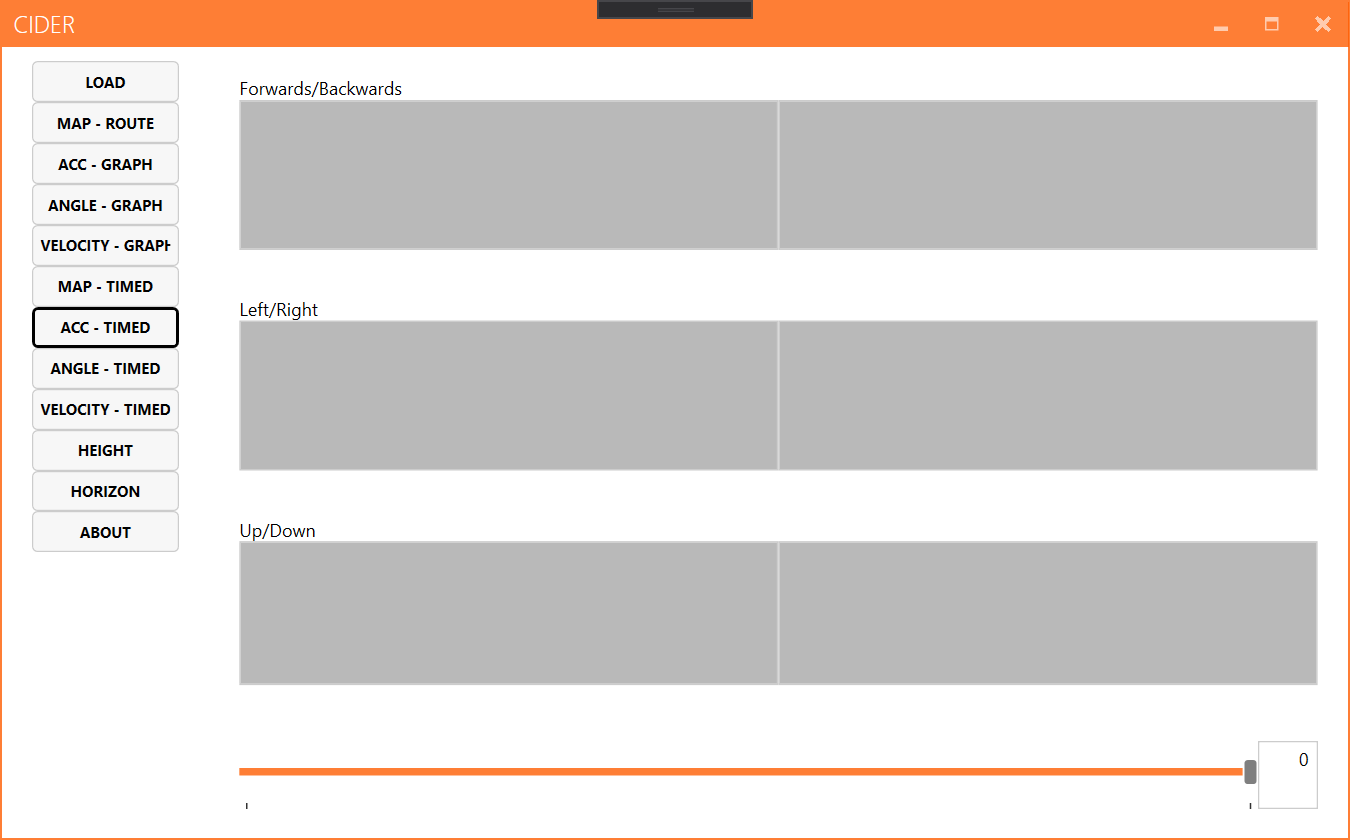 CIDER
LOAD
MAP - ROUTE
ACC - GRAPH
ANGLE - GRAPH
VELOCITY - GRAPH
MAP - TIMED
ACC - TIMED
ANGLE - TIMED
VELOCITY - TIMED
HEIGHT
HORIZON
ABOUT
Forwards/Backwards
Left/Right
Up/Down
0